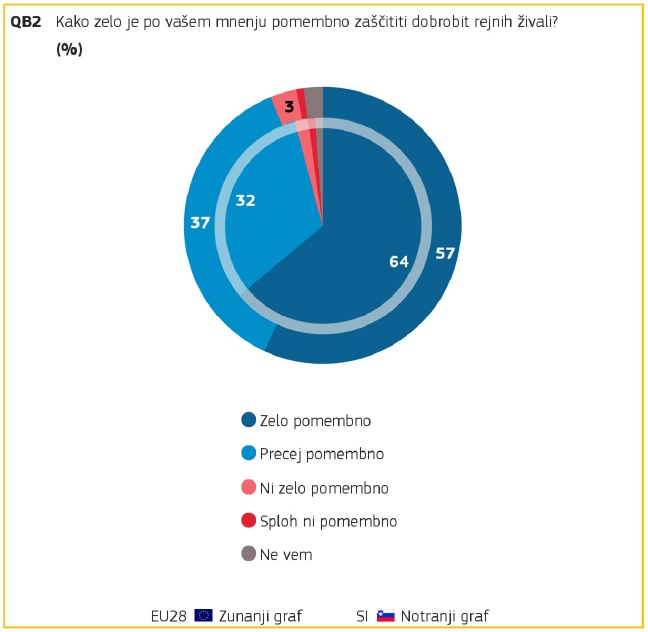 QB2 Kako zelo je po vašem mnenju pomembno zaščititi dobrobit rejnih živali?
(%)
3
32
37
57
64
Zelo pomembno
Precej pomembno
Ni zelo pomembno
Sploh ni pomembno
Ne vem
EU28 Zunanji graf SI Notranji graf